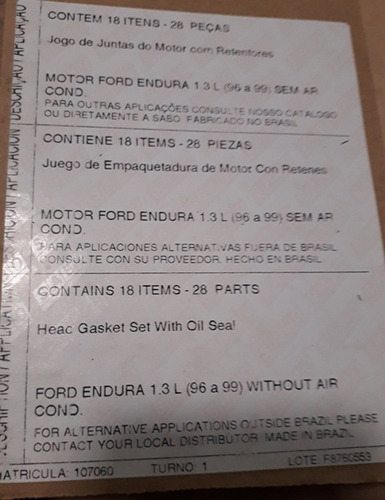 CONTEM 18 ITENS - 28 PEÇAS
Jogo de Juntas do Motor com Retentores
MOTOR FORD ENDURA 1.3 L (96 a 99) SEM AR
COND.
PARA OUTRAS APLICAÇÕES CONSULTE NOSSO CATALOGO
OU DIRETAMENTE A SABO. FABRICADO NO BRASIL
CONTIENE 18 ITEMS - 28 PIEZAS
Juego de Empaquetadura de Motor Con Retenes
MOTOR FORD ENDURA 1.3 L (96 a 99) SEM AR
COND.
PARA APLICACIONES ALTERNATIVAS FUERA DE BRASIL
CONSULTE CON SU PROVEEDOR. HECHO EN BRASIL
CONTAINS 18 ITEMS - 28 PARTS
Head Gasket Set With Oil Seal
FORD ENDURA 1.3 L (96 a 99) WITHOUT AIR
COND.
FOR ALTERNATIVE APPLICATIONS OUTSIDE BRAZIL PLEASE
CONTACT YOUR LOCAL DISTRIBUTOR. MADE IN BRAZIL
MATRICULA: 107060 TURNO: 1 LOTE: F8760553